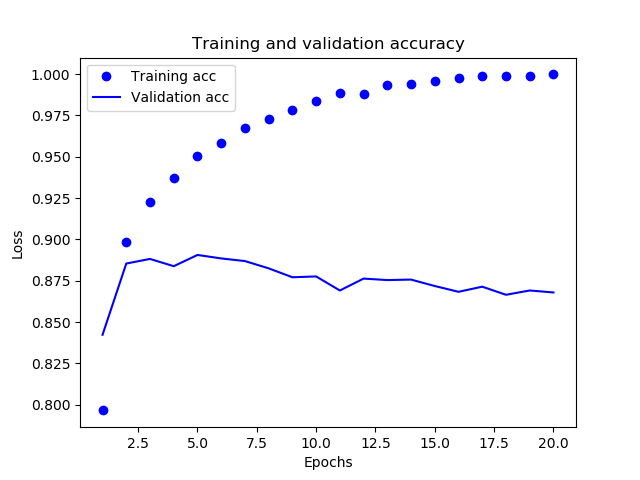 Training and validation accuracy
Training acc
Validation acc
1.000
0.975
0.950
0.925
0.900
0.875
0.850
0.825
0.800
Loss
2.5 5.0 7.5 10.0 12.5 15.0 17.5 20.0
Epochs